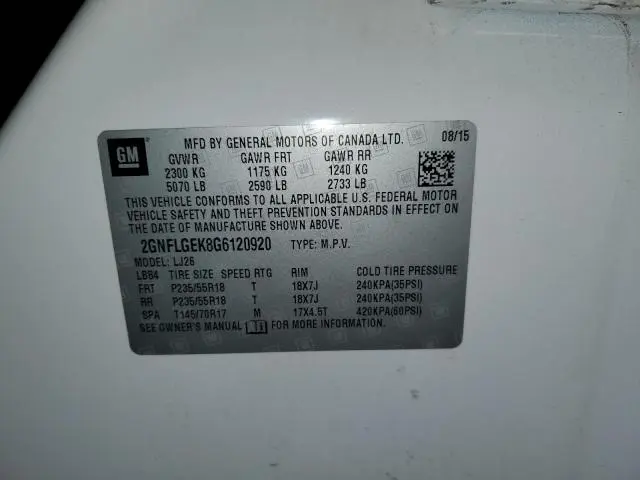 GM
MFD BY GENERAL MOTORS OF CANADA LTD. 08/15
GVWR GAWR FRT GAWR RR
2300 KG 1175 KG 1240 KG
5070 LB 2590 LB 2733 LB
THIS VEHICLE CONFORMS TO ALL APPLICABLE U.S. FEDERAL MOTOR
VEHICLE SAFETY AND THEFT PREVENTION STANDARDS IN EFFECT ON
THE DATE OF MANUFACTURE SHOWN ABOVE.
2GNFLGEK8G6120920 TYPE: M.P.V.
MODEL: LJ26
LB84 TIRE SIZE SPEED RTG RIM COLD TIRE PRESSURE
FRT P235/55R18 T 18X7J 240KPA(35PSI)
RR P235/55R18 T 18X7J 240KPA(35PSI)
SPA T145/70R17 M 17X4.5T 420KPA(60PSI)
SEE OWNER'S MANUAL FOR MORE INFORMATION.